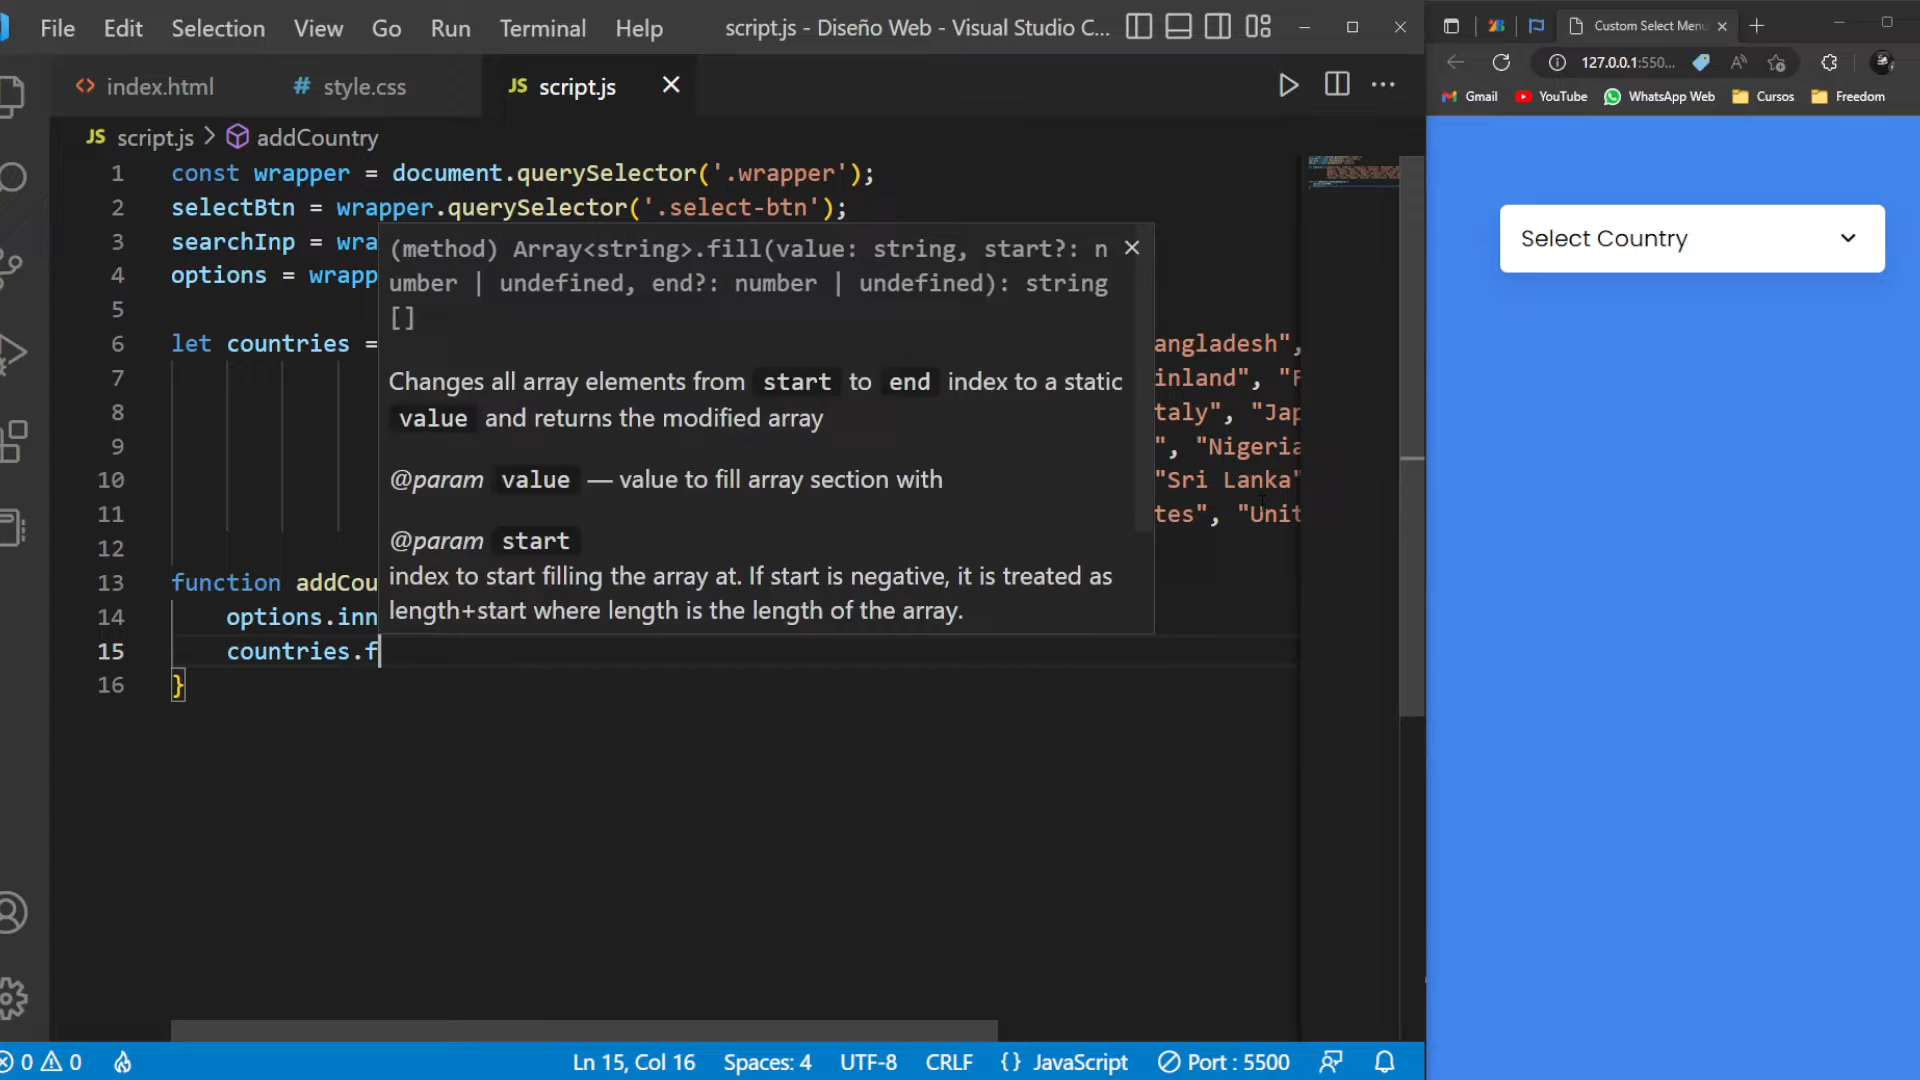 File Edit Selection View Go Run Terminal Help script.js - Diseño Web - Visual Studio C...
index.html
# style.css
JS script.js
JS script.js > addCountry
1 const wrapper = document.querySelector('.wrapper');
2 selectBtn = wrapper.querySelector('.select-btn');
3 searchInp = wra
4 options = wrapp
5
6 let countries = angladesh",
7 inland", "F
8 taly", "Jap
9 ", "Nigeria
10 "Sri Lanka"
11 tes", "Unit
12
13 function addCou
14 options.inn
15 countries.f
16 }
(method) Array<string>.fill(value: string, start?: n
umber | undefined, end?: number | undefined): string
[]
Changes all array elements from start to end index to a static
value and returns the modified array
@param value — value to fill array section with
@param start
index to start filling the array at. If start is negative, it is treated as
length+start where length is the length of the array.
0 0 Ln 15, Col 16 Spaces: 4 UTF-8 CRLF {} JavaScript Port : 5500
Custom Select Menu
127.0.0.1:550...
Gmail YouTube WhatsApp Web Cursos Freedom
Select Country